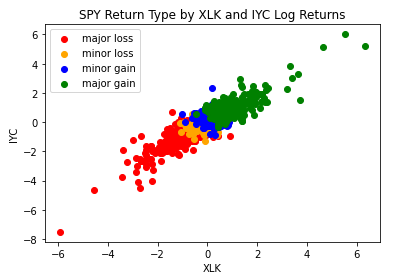 SPY Return Type by XLK and IYC Log Returns
major loss
minor loss
minor gain
major gain
IYC
6
4
2
0
−2
−4
−6
−8
−6
−4
−2
0
2
4
6
XLK